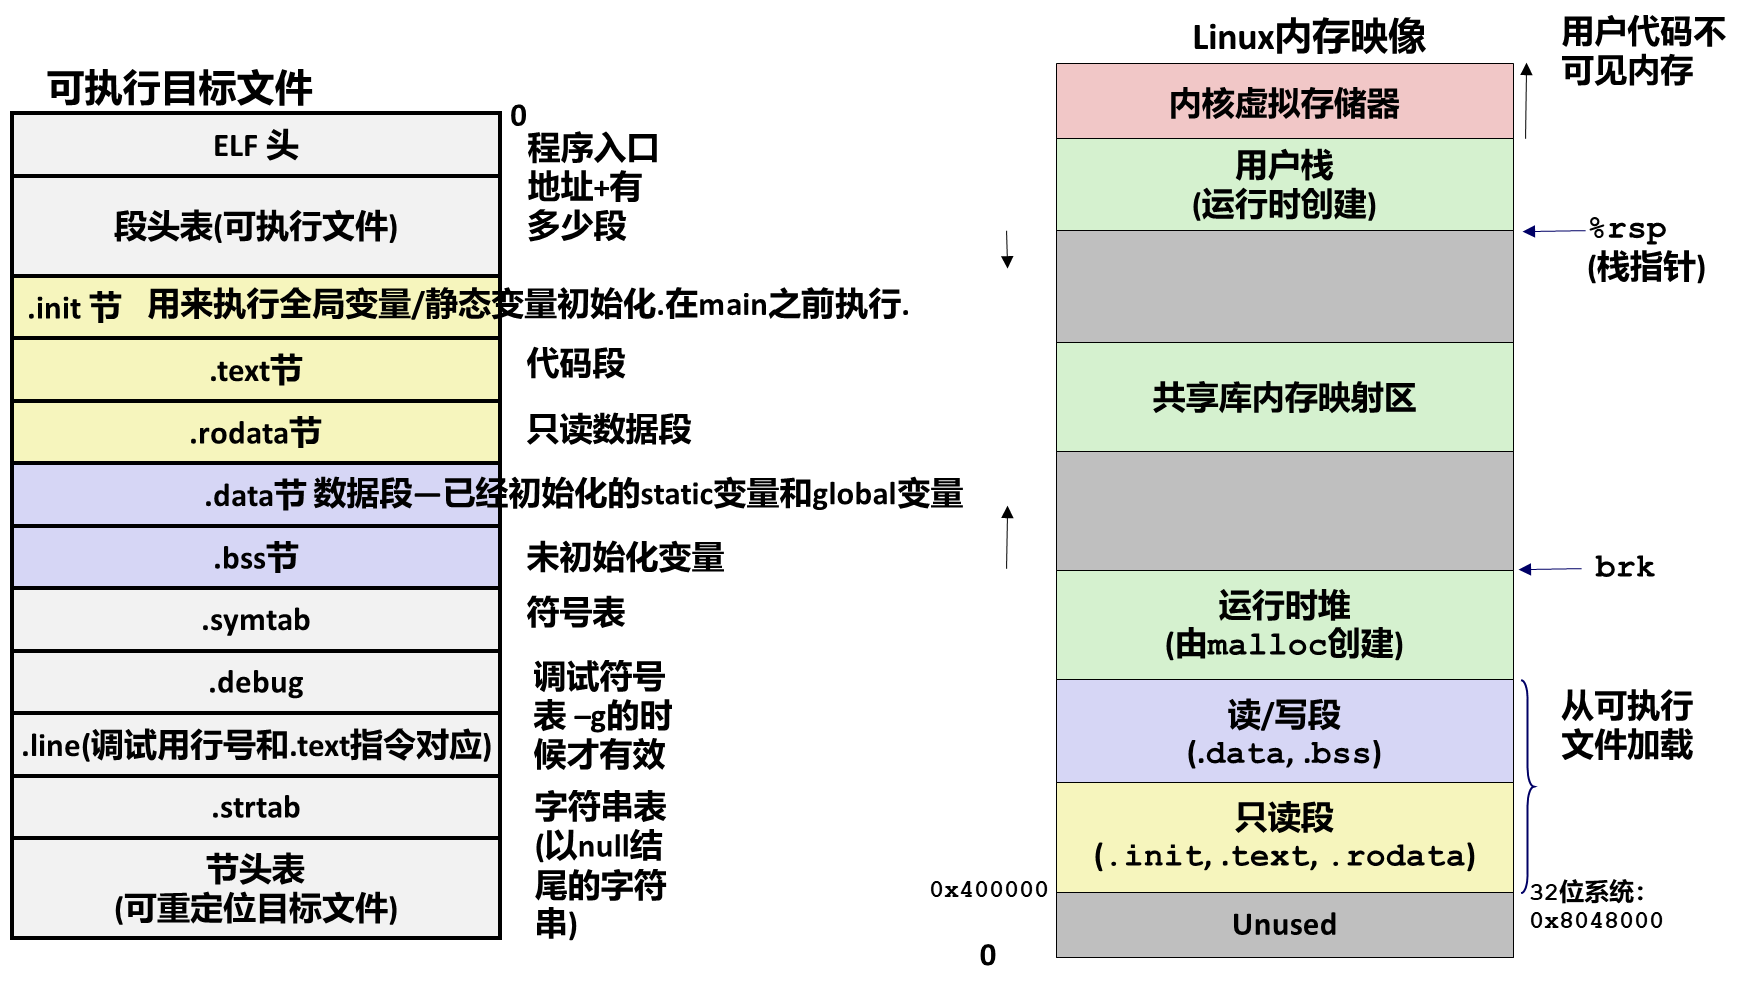 可执行目标文件
0
ELF 头
程序入口
地址+有
多少段
段头表(可执行文件)
.init 节 用来执行全局变量/静态变量初始化.在main之前执行.
.text节
代码段
.rodata节
只读数据段
.data节 数据段—已经初始化的static变量和global变量
.bss节
未初始化变量
.symtab
符号表
.debug
调试符号
表 –g的时
候才有效
.line(调试用行号和.text指令对应)
.strtab
字符串表
(以null结
尾的字符
串)
节头表
(可重定位目标文件)
Linux内存映像
用户代码不
可见内存
内核虚拟存储器
用户栈
(运行时创建)
%rsp
(栈指针)
共享库内存映射区
brk
运行时堆
(由malloc创建)
读/写段
(.data, .bss)
从可执行
文件加载
只读段
(.init, .text, .rodata)
0x400000
32位系统:
0x8048000
Unused
0